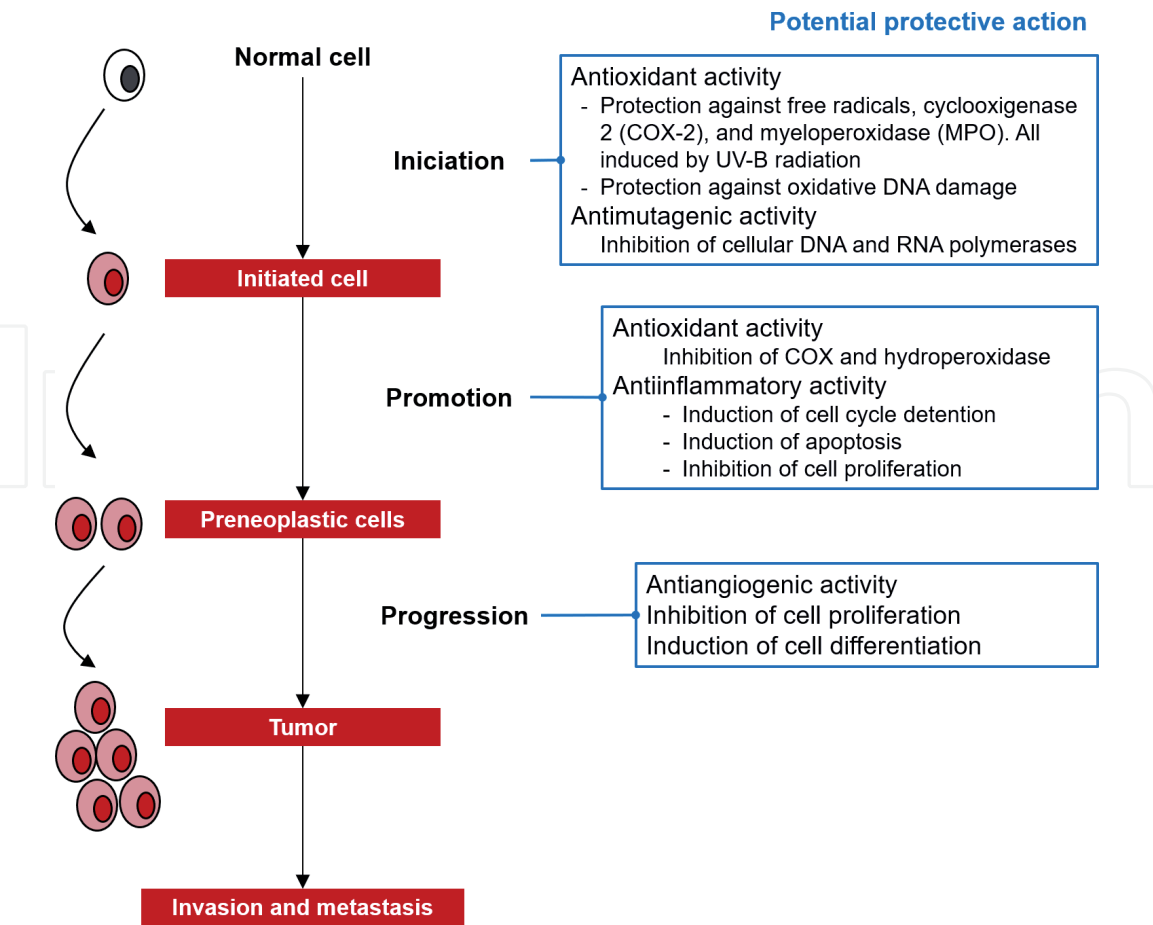 Potential protective action
Normal cell
Antioxidant activity
- Protection against free radicals, cyclooxigenase
2 (COX-2), and myeloperoxidase (MPO). All
induced by UV-B radiation
- Protection against oxidative DNA damage
Antimutagenic activity
Inhibition of cellular DNA and RNA polymerases
Iniciation
Initiated cell
Antioxidant activity
Inhibition of COX and hydroperoxidase
Antiinflammatory activity
- Induction of cell cycle detention
- Induction of apoptosis
- Inhibition of cell proliferation
Promotion
Preneoplastic cells
Antiangiogenic activity
Inhibition of cell proliferation
Induction of cell differentiation
Progression
Tumor
Invasion and metastasis